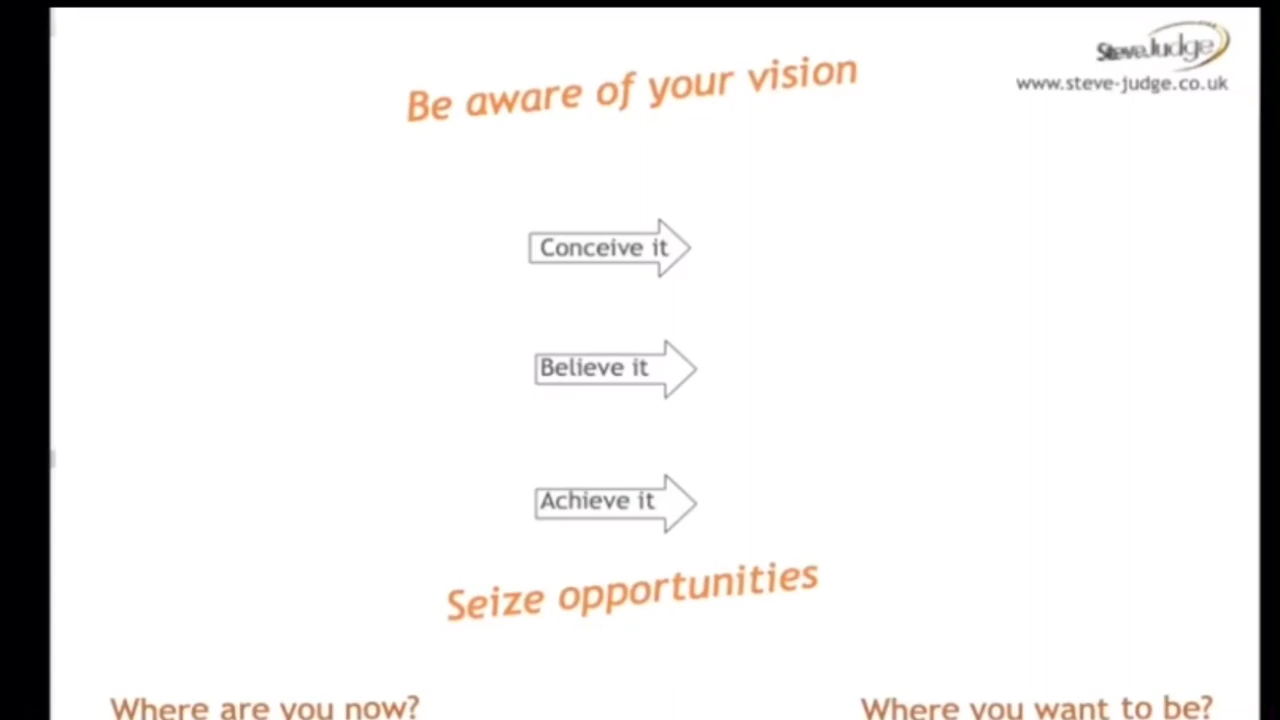 SteveJudge
www.steve-judge.co.uk
Be aware of your vision
Conceive it
Believe it
Achieve it
Seize opportunities
Where are you now?
Where you want to be?